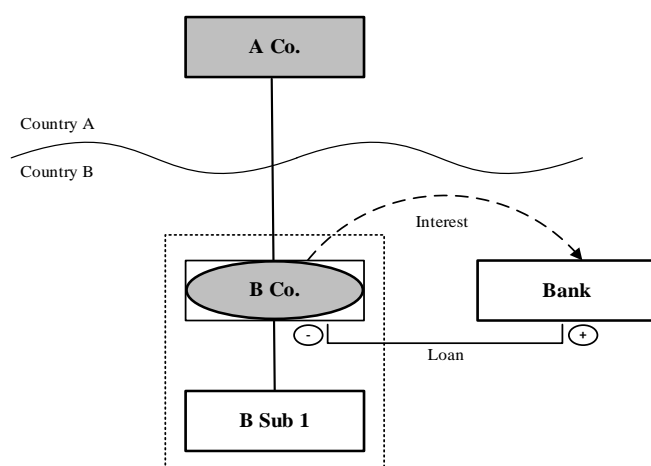 A Co.
Country A
Country B
Interest
B Co.
Bank
-
+
Loan
B Sub 1